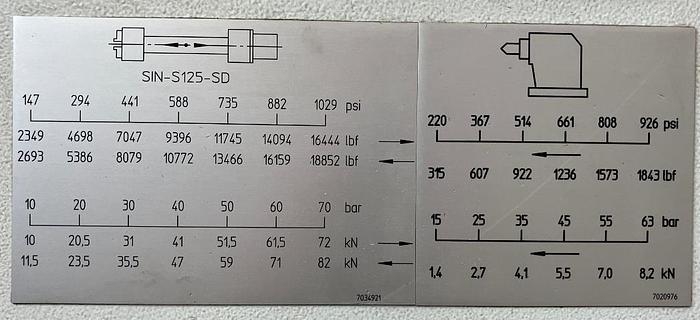 SIN-S125-SD
147 294 441 588 735 882 1029 psi
2349 4698 7047 9396 11745 14094 16444 lbf
2693 5386 8079 10772 13466 16159 18852 lbf
10 20 30 40 50 60 70 bar
10 20,5 31 41 51,5 61,5 72 kN
11,5 23,5 35,5 47 59 71 82 kN
7034921
220 367 514 661 808 926 psi
315 607 922 1236 1573 1843 lbf
15 25 35 45 55 63 bar
1,4 2,7 4,1 5,5 7,0 8,2 kN
7020976